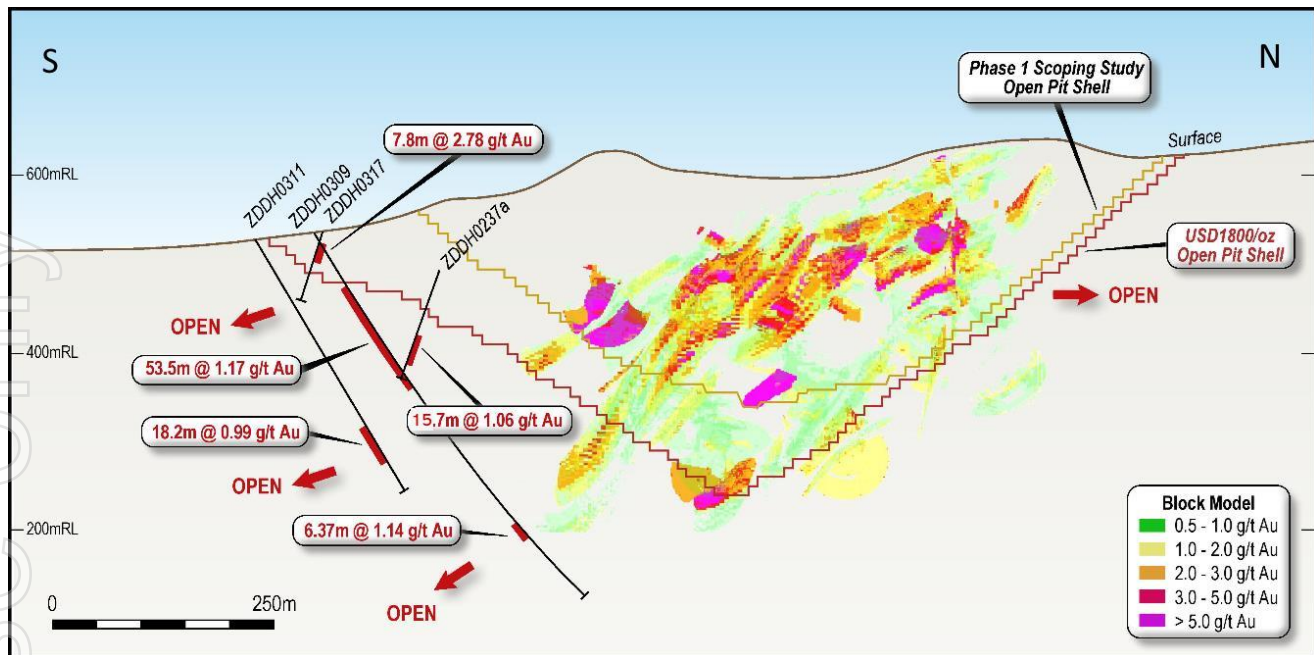 S
N
Phase 1 Scoping Study
Open Pit Shell
7.8m @ 2.78 g/t Au
Surface
600mRL
ZDDH0311
ZDDH0309
ZDDH0317
ZDDH0237a
USD1800/oz
Open Pit Shell
OPEN
OPEN
400mRL
53.5m @ 1.17 g/t Au
15.7m @ 1.06 g/t Au
18.2m @ 0.99 g/t Au
OPEN
200mRL
6.37m @ 1.14 g/t Au
OPEN
0
250m
Block Model
0.5 - 1.0 g/t Au
1.0 - 2.0 g/t Au
2.0 - 3.0 g/t Au
3.0 - 5.0 g/t Au
> 5.0 g/t Au